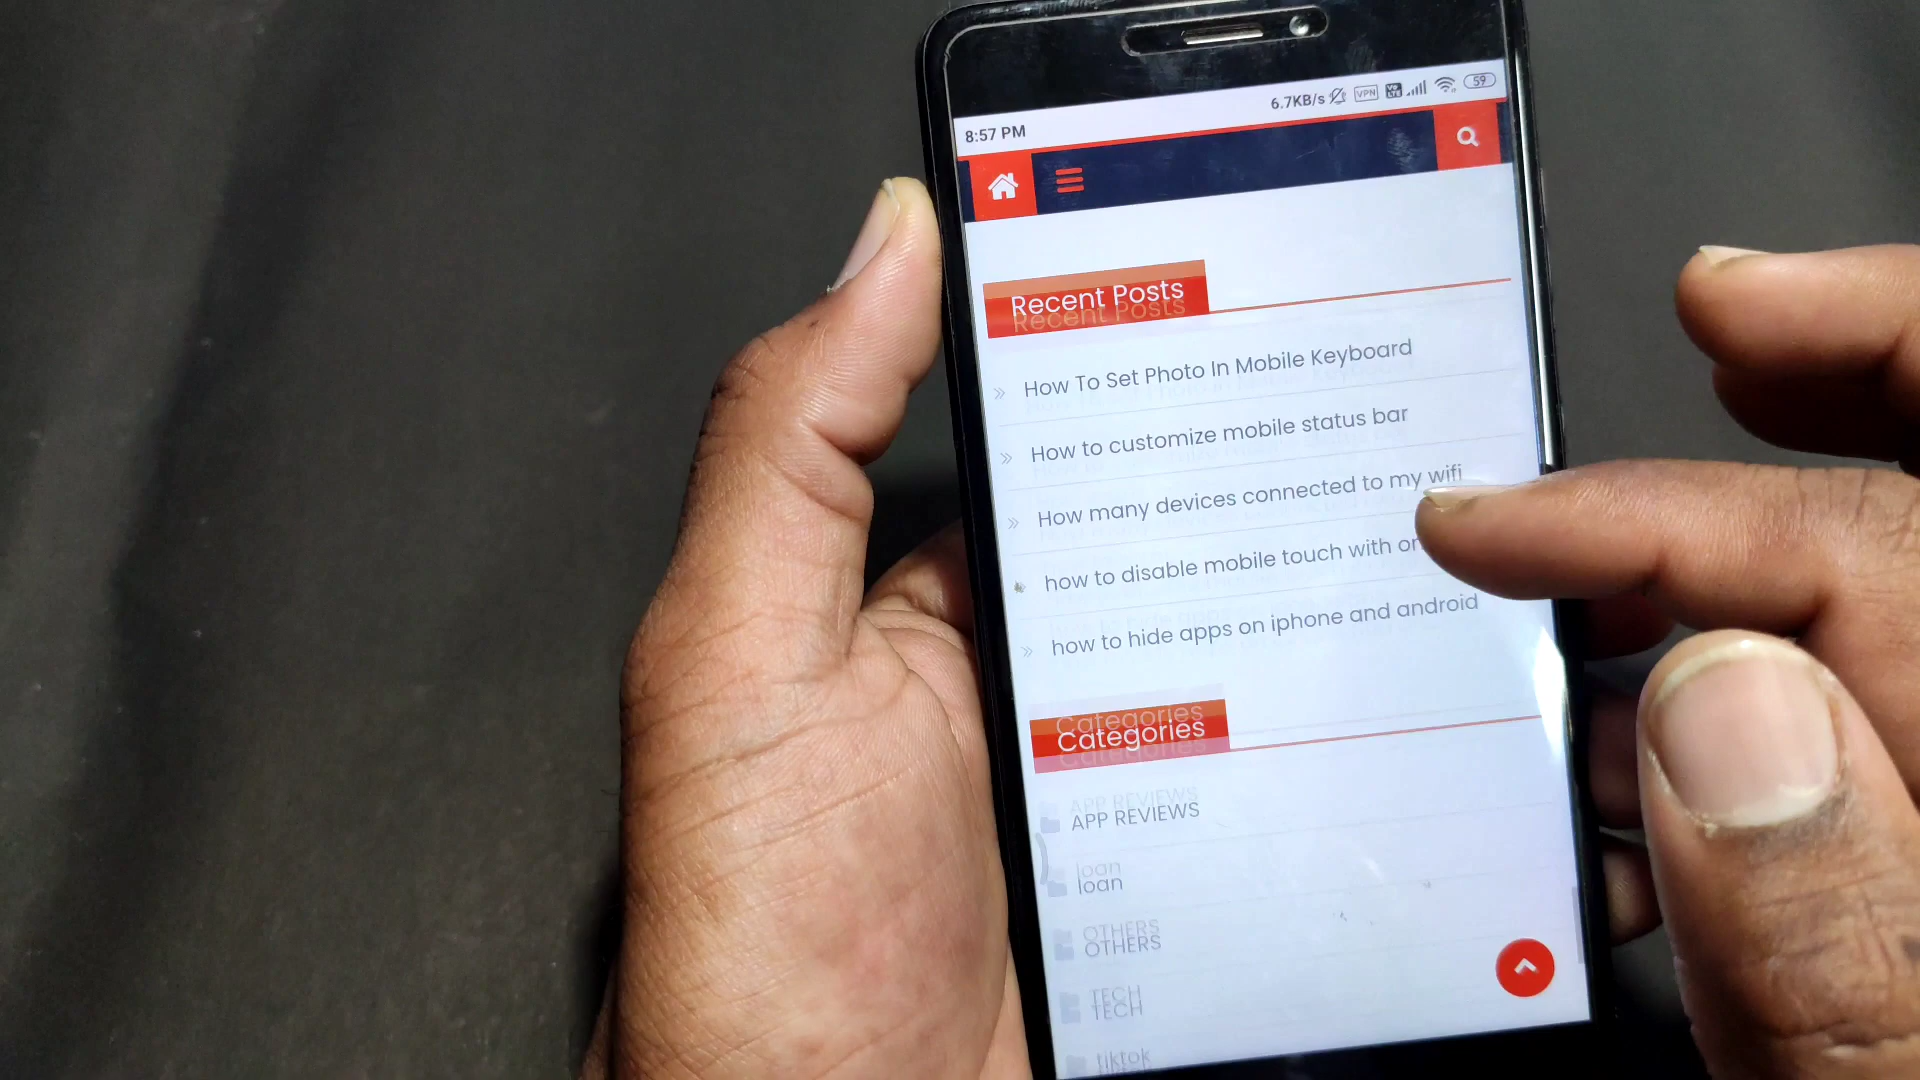 8:57 PM 6.7KB/s VPN Vo LTE 59
Recent Posts
How To Set Photo In Mobile Keyboard
How to customize mobile status bar
How many devices connected to my wifi
how to disable mobile touch with
how to hide apps on iphone and android
Categories
APP REVIEWS
loan
OTHERS
TECH
tiktok